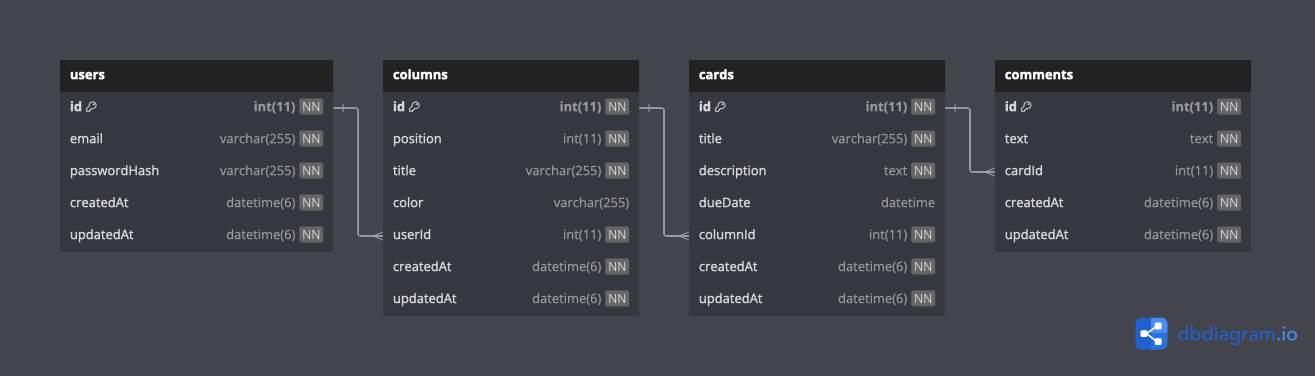 users
id int(11) NN
email varchar(255) NN
passwordHash varchar(255) NN
createdAt datetime(6) NN
updatedAt datetime(6) NN
columns
id int(11) NN
position int(11) NN
title varchar(255) NN
color varchar(255)
userId int(11) NN
createdAt datetime(6) NN
updatedAt datetime(6) NN
cards
id int(11) NN
title varchar(255) NN
description text NN
dueDate datetime
columnId int(11) NN
createdAt datetime(6) NN
updatedAt datetime(6) NN
comments
id int(11) NN
text text NN
cardId int(11) NN
createdAt datetime(6) NN
updatedAt datetime(6) NN
dbdiagram.io